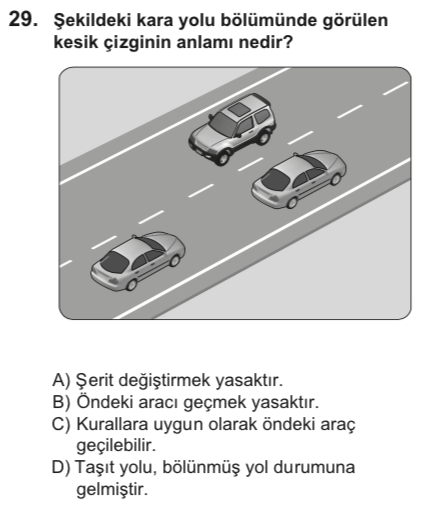 29. Şekildeki kara yolu bölümünde görülen
kesik çizginin anlamı nedir?
A) Şerit değiştirmek yasaktır.
B) Öndeki aracı geçmek yasaktır.
C) Kurallara uygun olarak öndeki araç
geçilebilir.
D) Taşıt yolu, bölünmüş yol durumuna
gelmiştir.